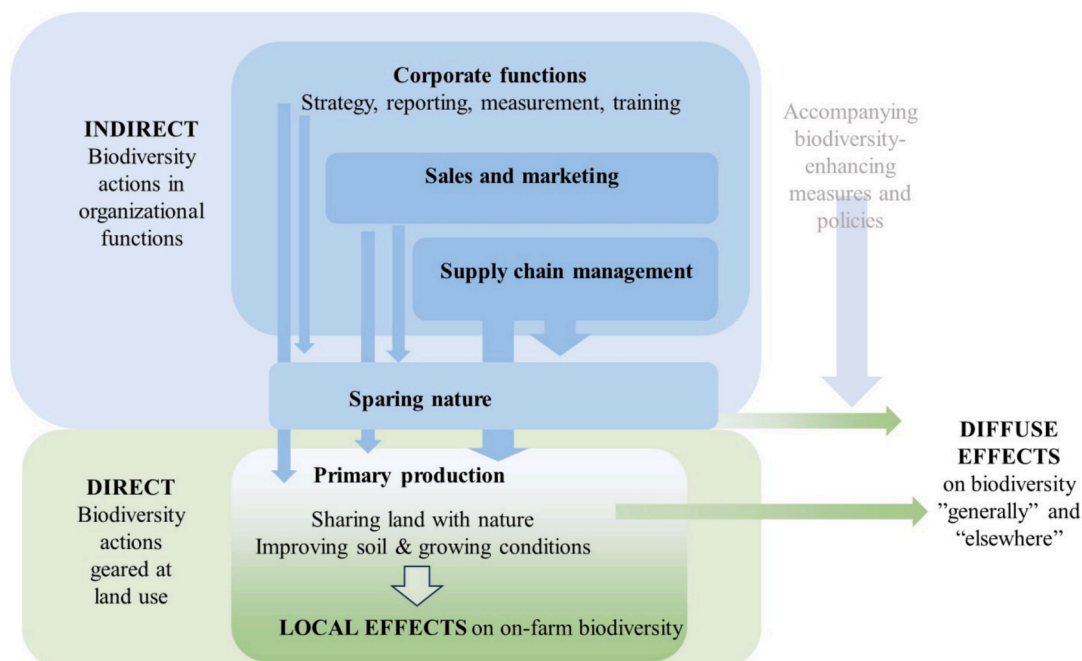 Corporate functions
Strategy, reporting, measurement, training
INDIRECT
Biodiversity
actions in
organizational
functions
Sales and marketing
Supply chain management
Accompanying
biodiversity-
enhancing
measures and
policies
Sparing nature
DIRECT
Biodiversity
actions
geared at
land use
Primary production
Sharing land with nature
Improving soil & growing conditions
LOCAL EFFECTS on on-farm biodiversity
DIFFUSE
EFFECTS
on biodiversity
”generally” and
“elsewhere”